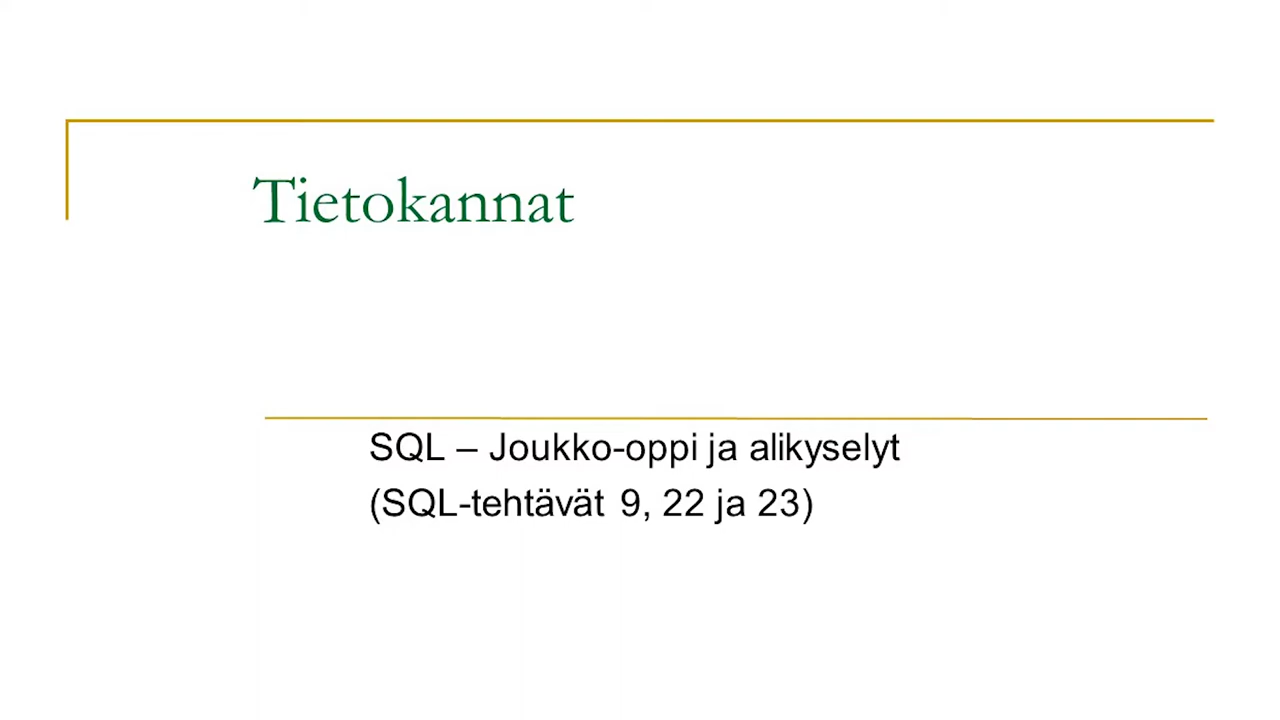 Tietokannat
SQL – Joukko-oppi ja alikyselyt
(SQL-tehtävät 9, 22 ja 23)